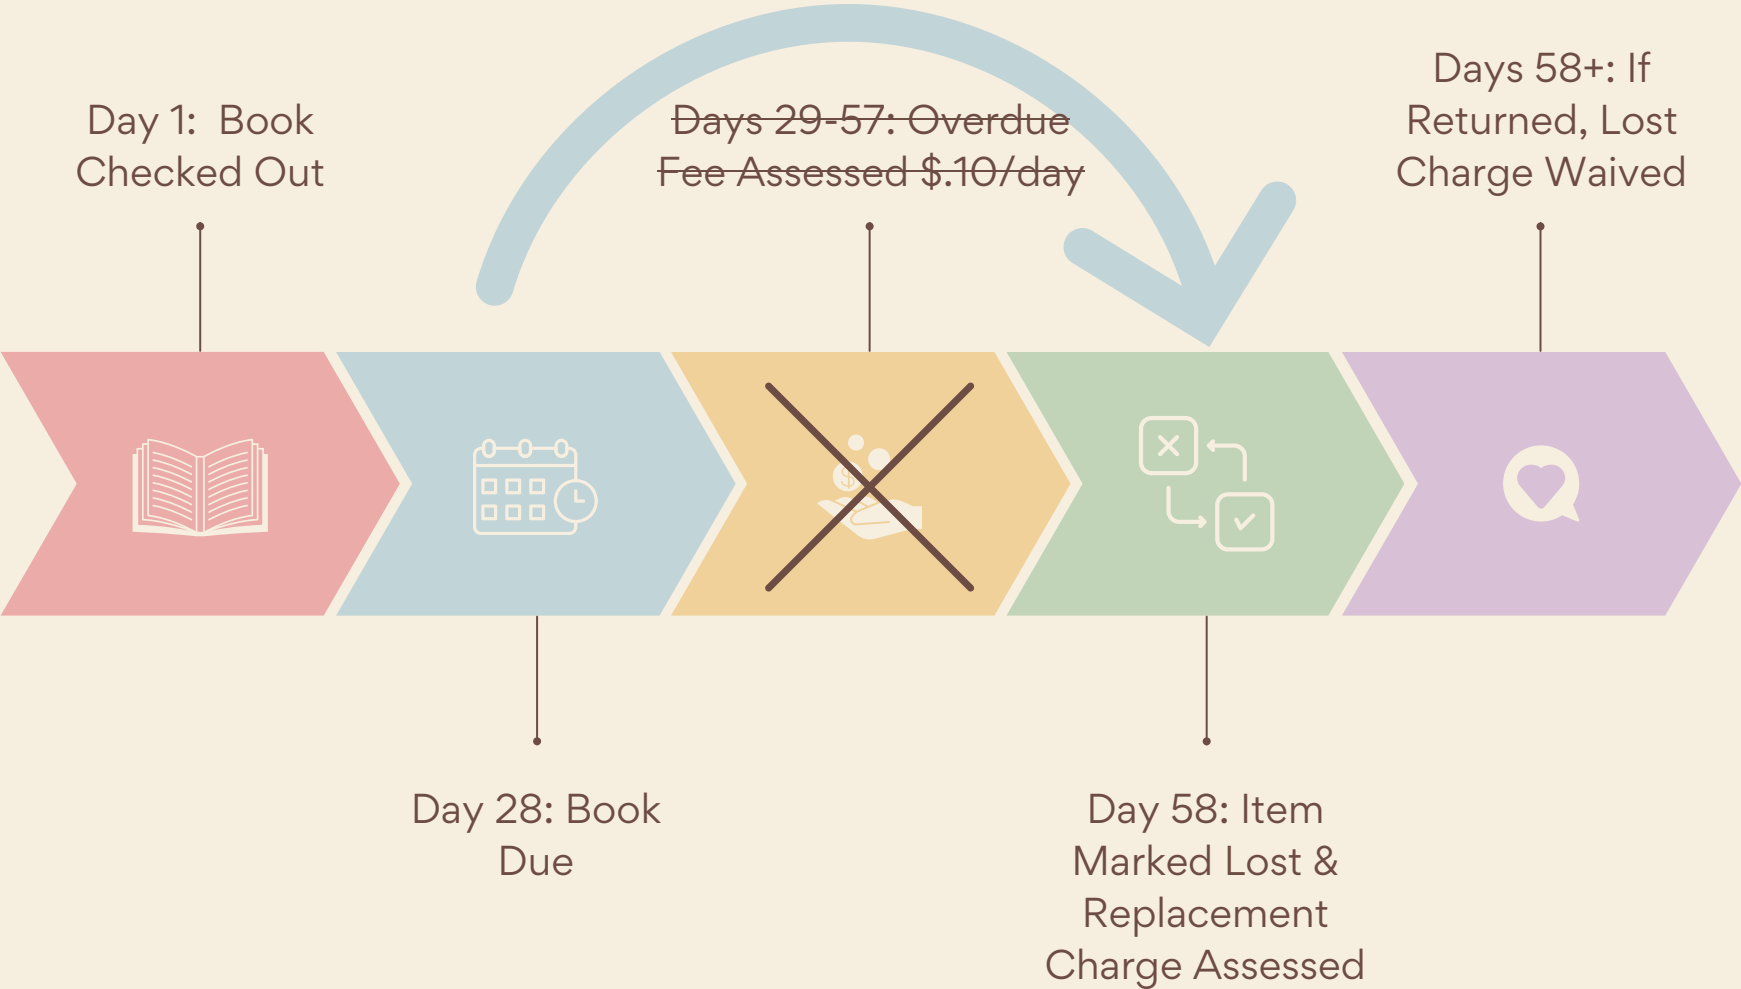 Day 1:  Book
Checked Out
Days 29-57: Overdue
Fee Assessed $.10/day
Days 58+: If
Returned, Lost
Charge Waived
$
Day 28: Book
Due
Day 58: Item
Marked Lost &
Replacement
Charge Assessed